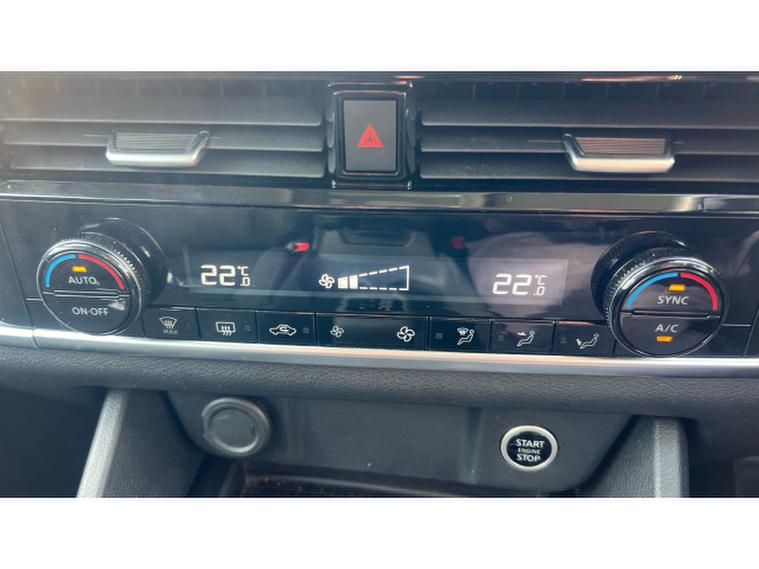 22°C.0
22°C.0
AUTO
SYNC
ON·OFF
A/C
MAX
START
ENGINE
STOP